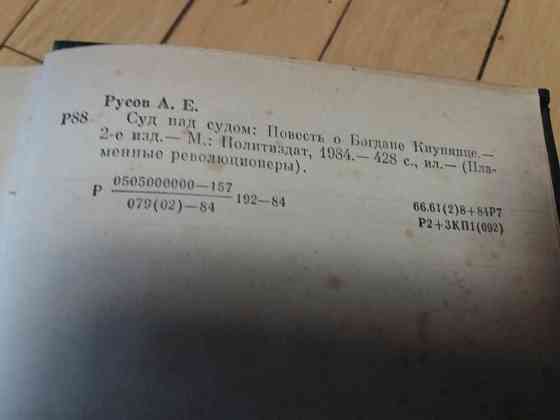 Русов А. Е.
Р88 Суд над судом: Повесть о Богдане Кнунянце.—
2-е изд.— М.: Политиздат, 1984.— 428 с., ил.— (Пла-
менные революционеры).
Р 0505000000—157 192—84
079(02)—84
66.61(2)8+84Р7
Р2+3КП1(092)